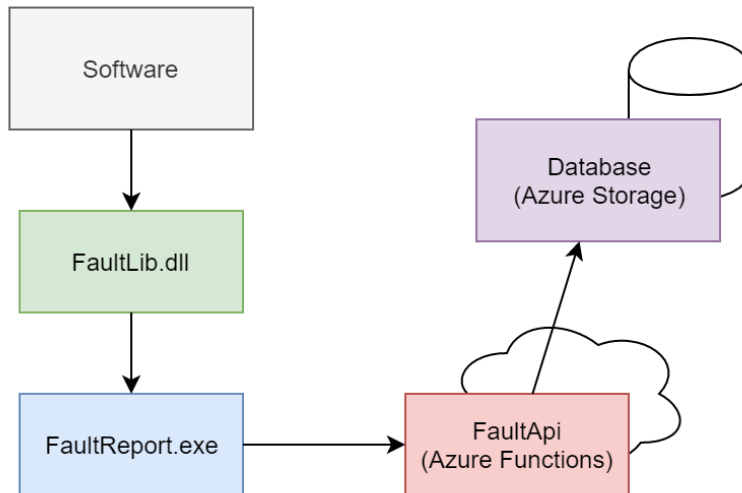 Software
FaultLib.dll
FaultReport.exe
FaultApi
(Azure Functions)
Database
(Azure Storage)